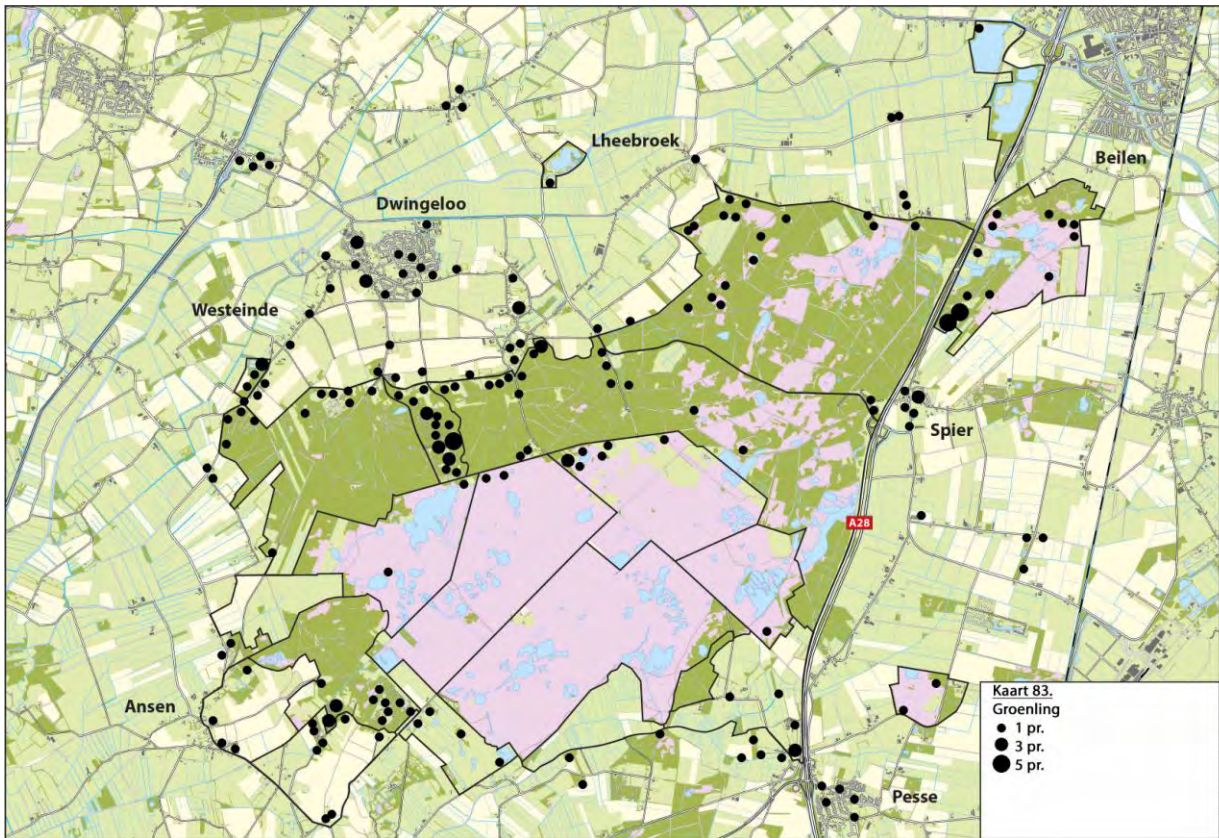 Lheebroek
Beilen
Dwingeloo
Westeinde
Spier
A28
Ansen
Pesse
Kaart 83.
Groenling
1 pr.
3 pr.
5 pr.